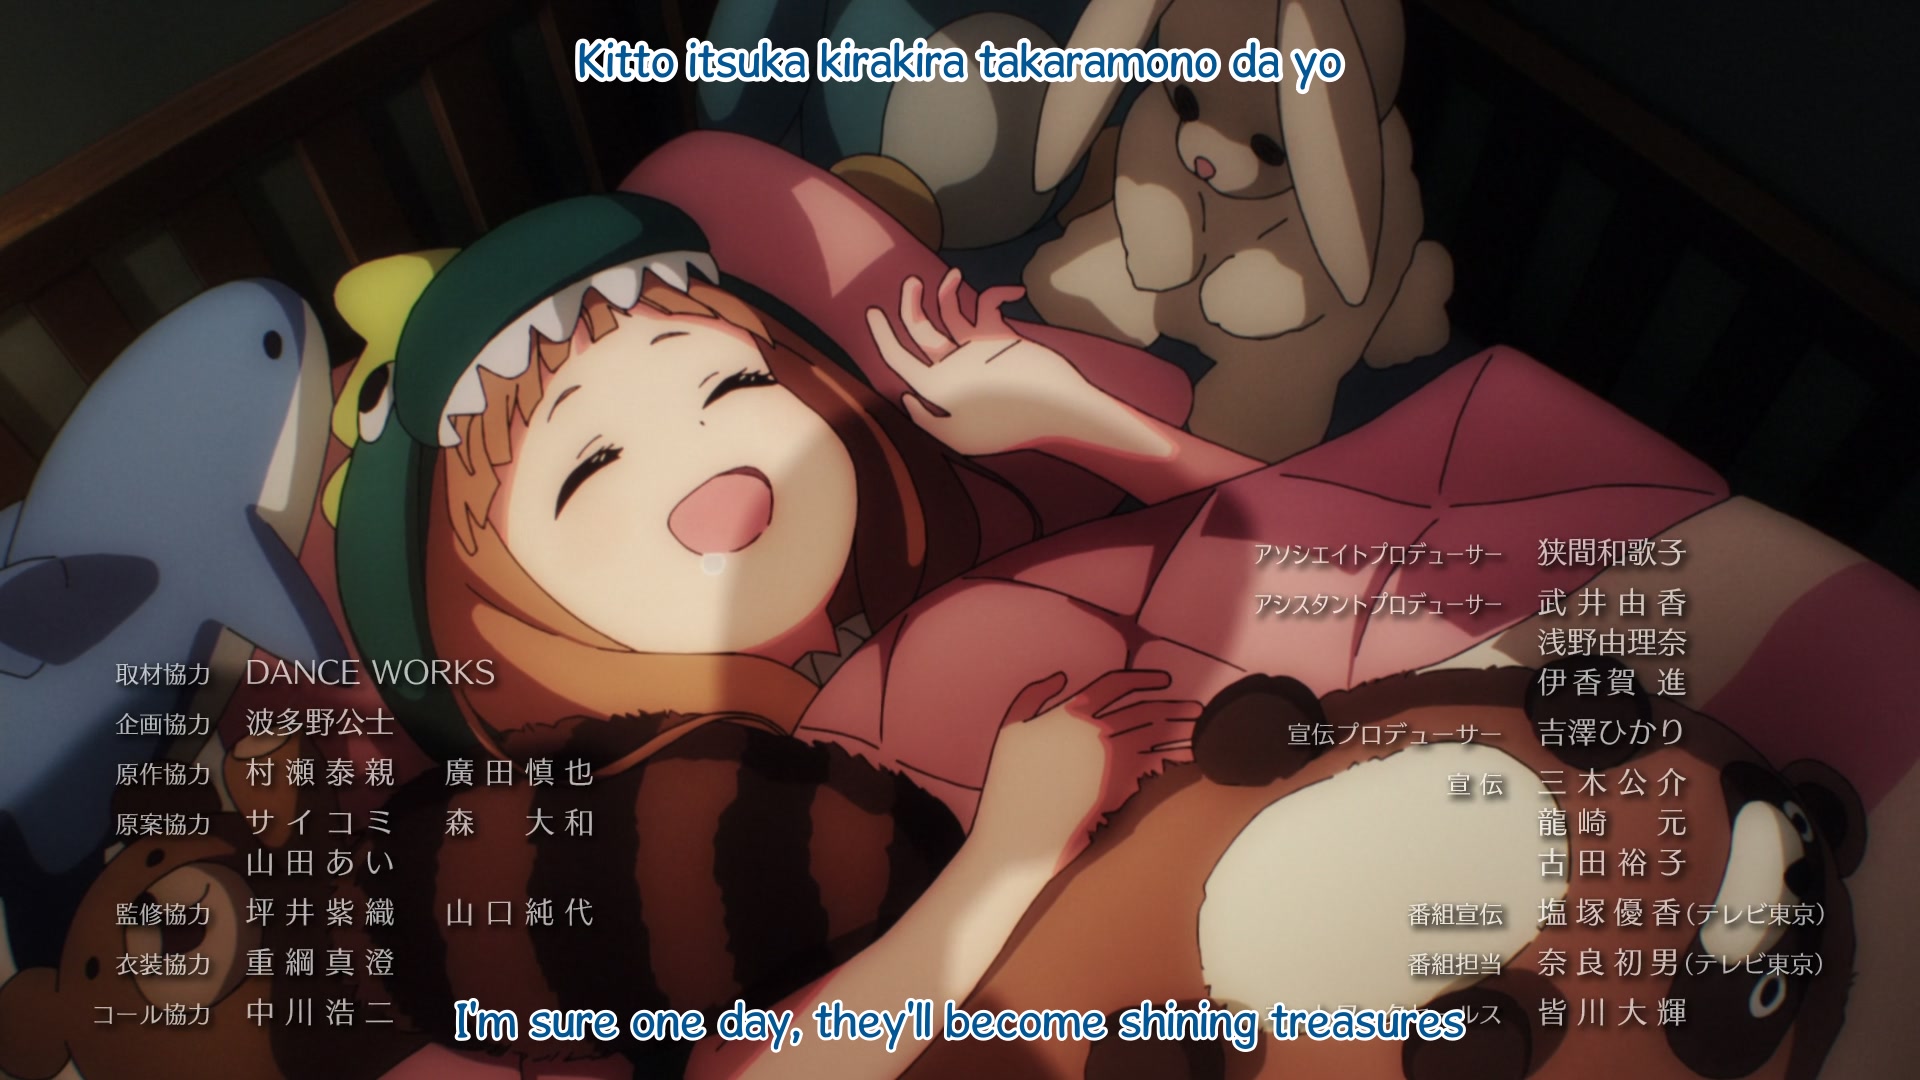 Kitto itsuka kirakira takaramono da yo
取材協力 DANCE WORKS
企画協力 波多野公士
原作協力 村瀬泰親 廣田慎也
原案協力 サイコミ 森 大和
山田あい
監修協力 坪井紫織 山口純代
衣装協力 重綱真澄
コール協力 中川浩二
アソシエイトプロデューサー 狭間和歌子
アシスタントプロデューサー 武井由香
浅野由理奈
伊香賀 進
宣伝プロデューサー 吉澤ひかり
宣伝 三木公介
龍崎 元
古田裕子
番組宣伝 塩塚優香(テレビ東京)
番組担当 奈良初男(テレビ東京)
皆川大輝
I'm sure one day, they'll become shining treasures